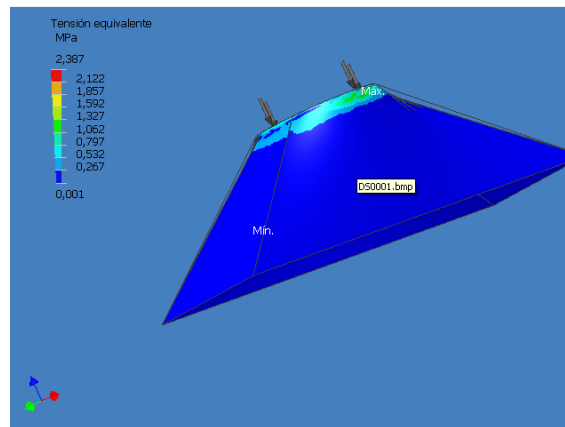 Tensión equivalente
MPa
2,387
2,122
1,857
1,592
1,327
1,062
0,797
0,532
0,267
0,001
Máx.
DS0001.bmp
Mín.